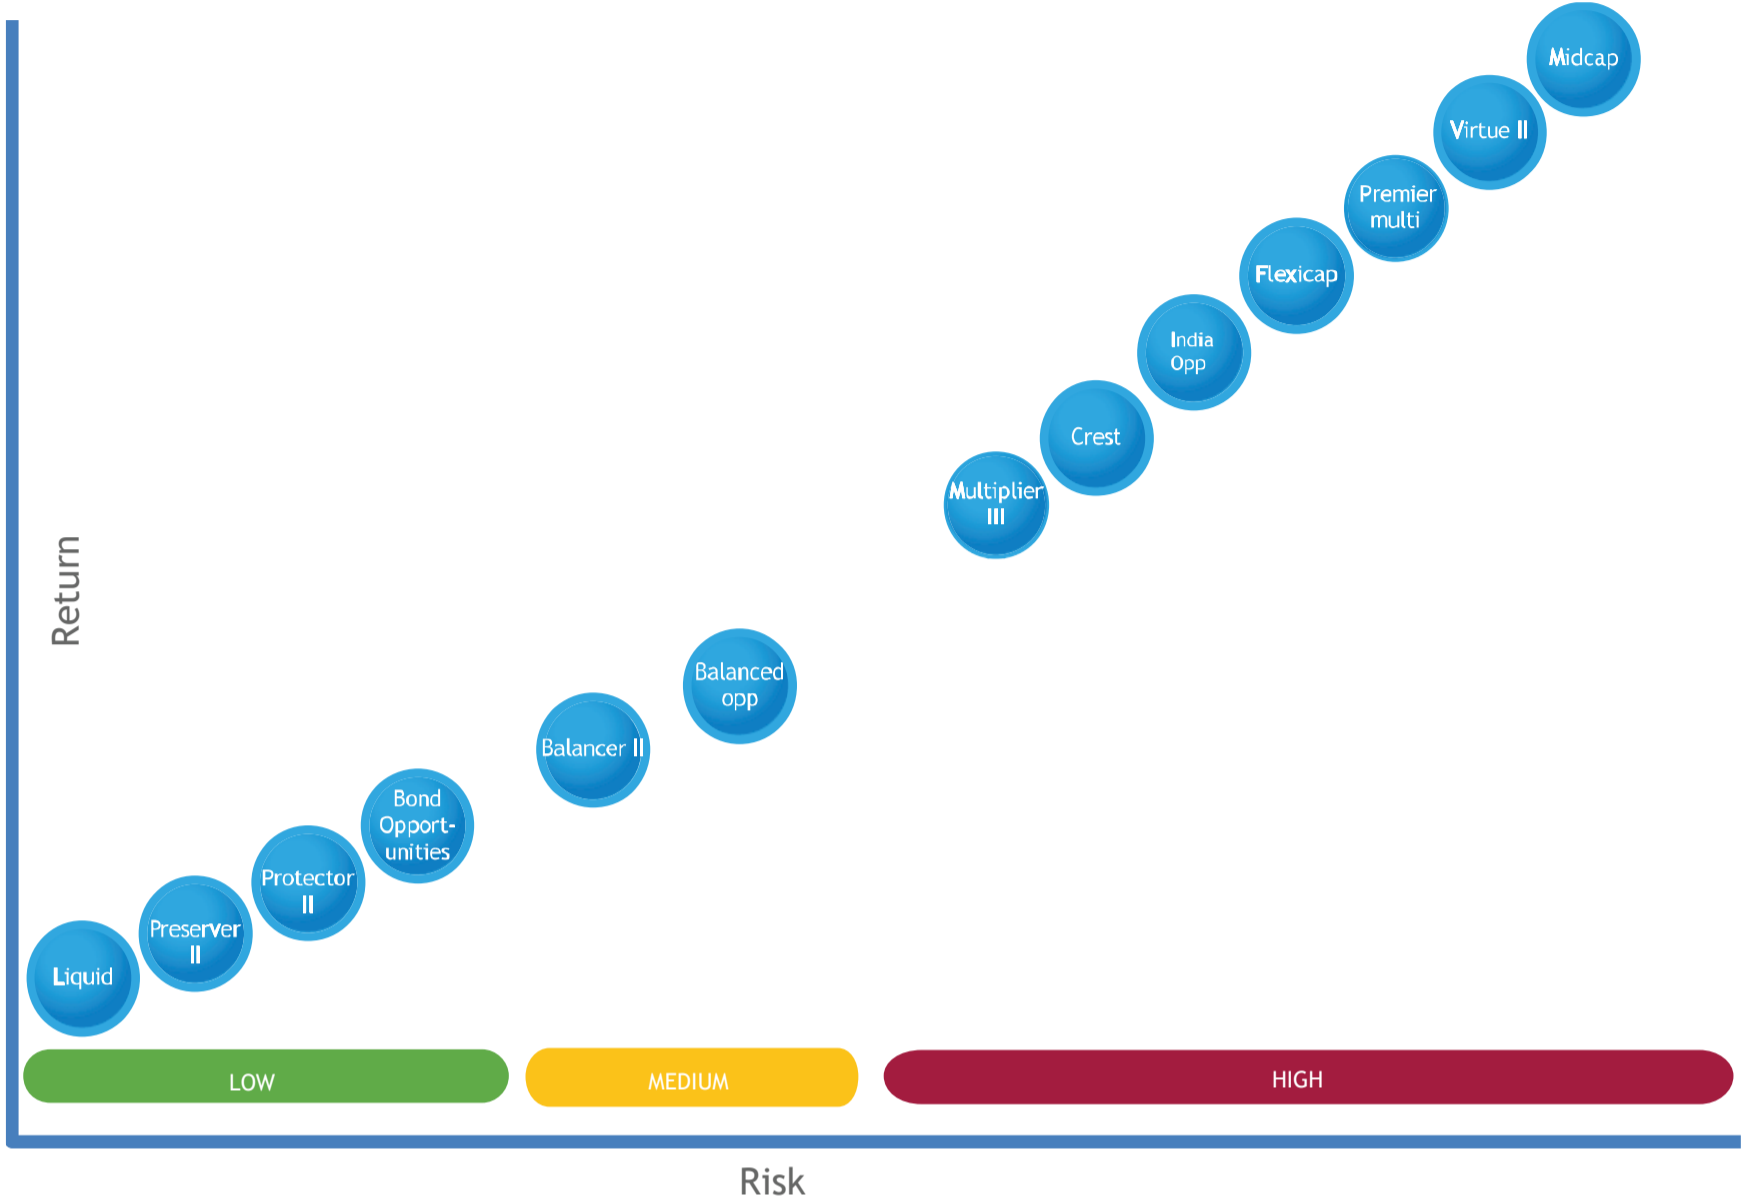 Midcap
Virtue II
Premier
multi
Flexicap
India
Opp
Crest
Multiplier
III
Return
Balanced
opp
Balancer II
Bond
Opport-
unities
Protector
II
Preserver
II
Liquid
LOW
MEDIUM
HIGH
Risk